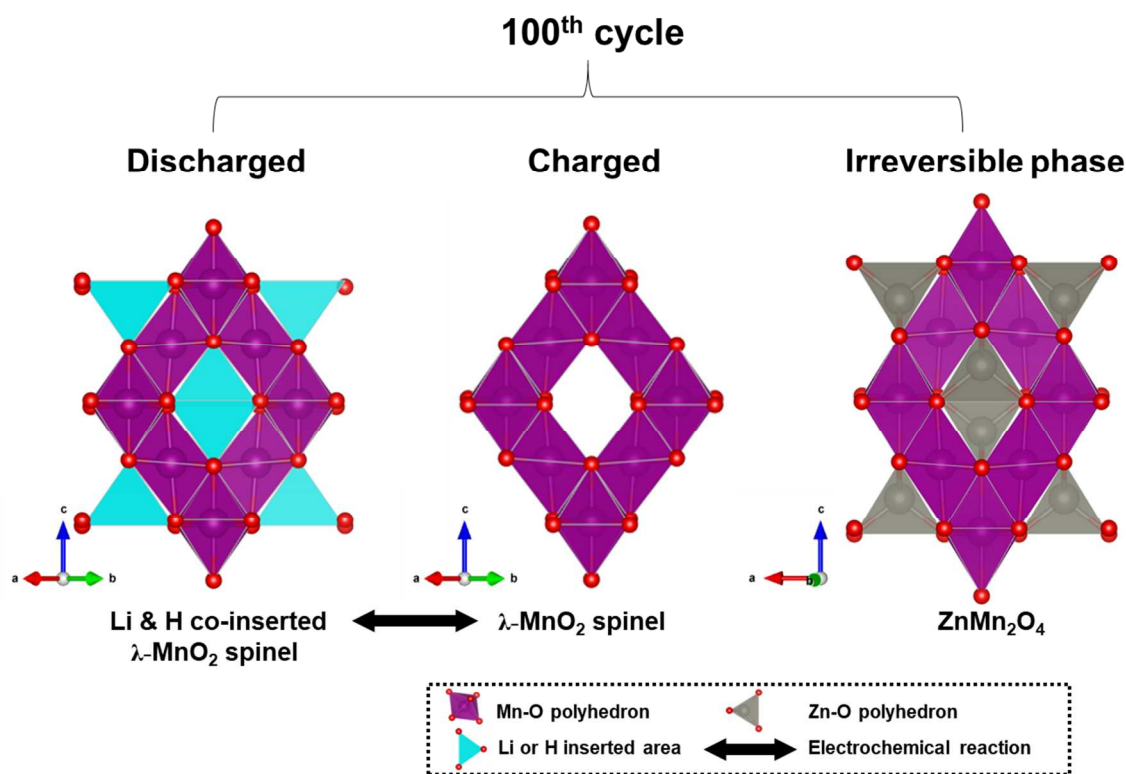 100th cycle
Discharged
Charged
Irreversible phase
c
a
b
c
a
b
c
a
b
Li & H co-inserted
λ-MnO2 spinel
λ-MnO2 spinel
ZnMn2O4
Mn-O polyhedron
Zn-O polyhedron
Li or H inserted area
Electrochemical reaction